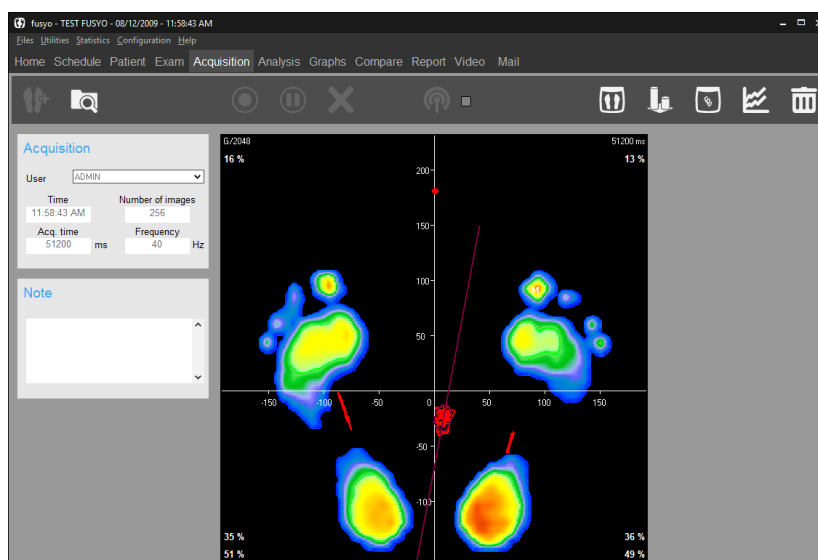 fusyo - TEST FUSYO - 08/12/2009 - 11:58:43 AM
Files Utilities Statistics Configuration Help
Home Schedule Patient Exam Acquisition Analysis Graphs Compare Report Video Mail
Acquisition
User ADMIN
Time Number of images
11:58:43 AM 256
Acq. time Frequency
51200 ms 40 Hz
Note
G/2048 51200 ms
16 % 13 %
200
150
100
50
-150 -100 -50 0 50 100 150
-50
-100
35 % 36 %
51 % 49 %